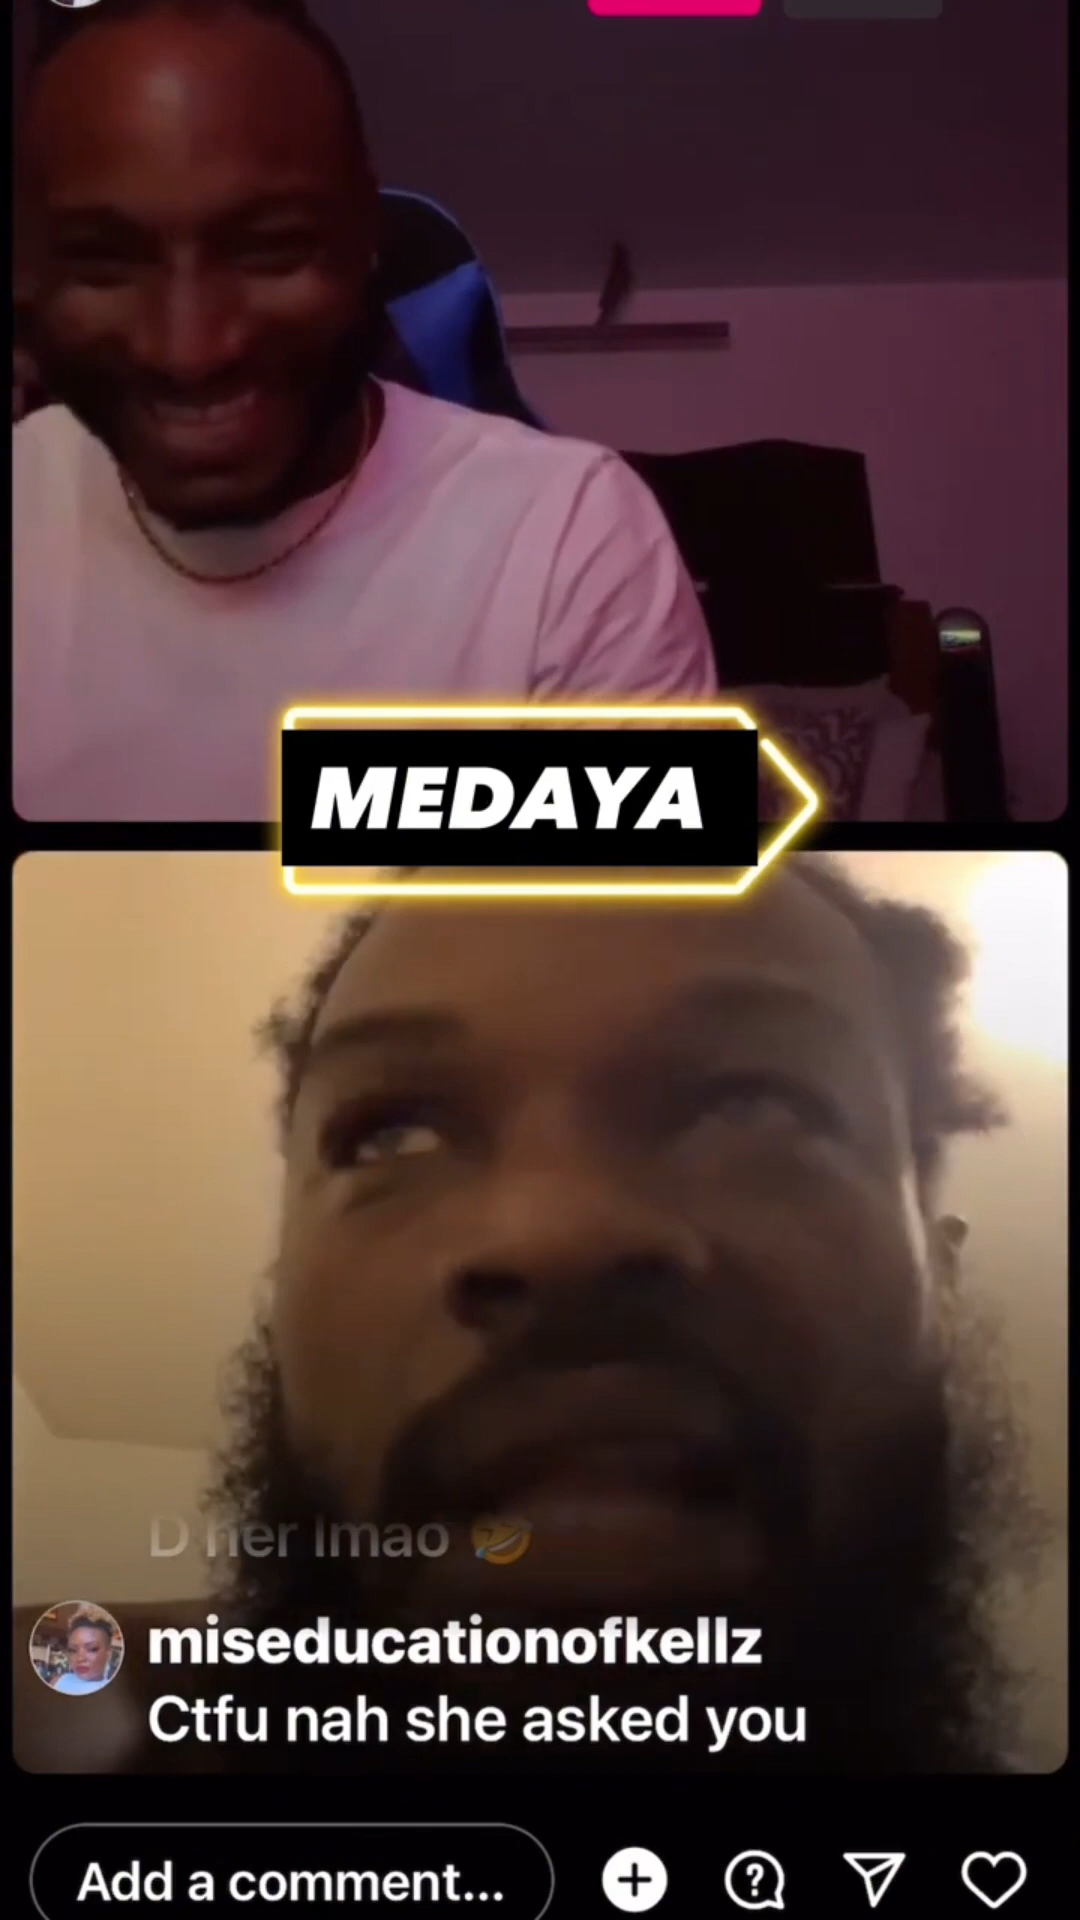 MEDAYA
D her lmao 🤣
miseducationofkellz
Ctfu nah she asked you
Add a comment...